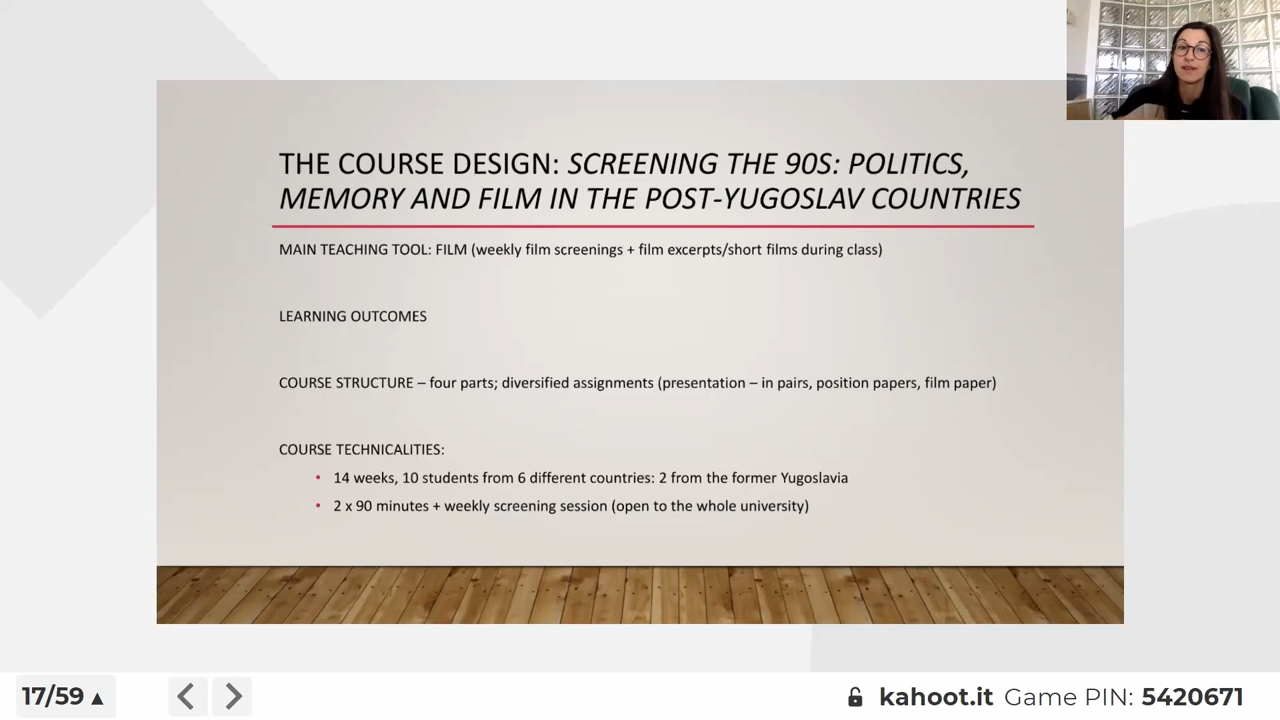 THE COURSE DESIGN: SCREENING THE 90S: POLITICS,
MEMORY AND FILM IN THE POST-YUGOSLAV COUNTRIES
MAIN TEACHING TOOL: FILM (weekly film screenings + film excerpts/short films during class)
LEARNING OUTCOMES
COURSE STRUCTURE – four parts; diversified assignments (presentation – in pairs, position papers, film paper)
COURSE TECHNICALITIES:
• 14 weeks, 10 students from 6 different countries: 2 from the former Yugoslavia
• 2 x 90 minutes + weekly screening session (open to the whole university)
17/59 ▲
kahoot.it Game PIN: 5420671